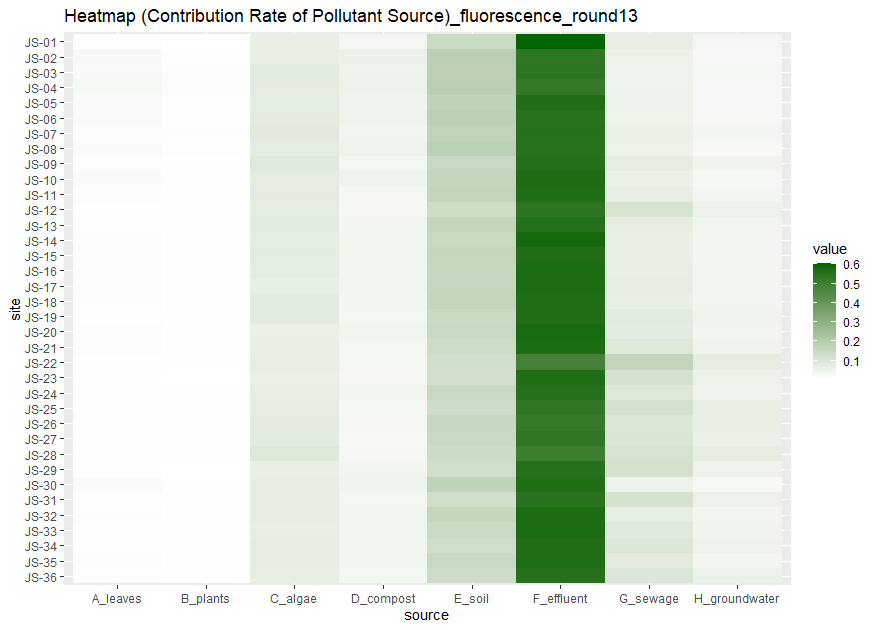 Heatmap (Contribution Rate of Pollutant Source)_fluorescence_round13
JS-01
JS-02
JS-03
JS-04
JS-05
JS-06
JS-07
JS-08
JS-09
JS-10
JS-11
JS-12
JS-13
JS-14
JS-15
JS-16
JS-17
JS-18
JS-19
JS-20
JS-21
JS-22
JS-23
JS-24
JS-25
JS-26
JS-27
JS-28
JS-29
JS-30
JS-31
JS-32
JS-33
JS-34
JS-35
JS-36
site
A_leaves B_plants C_algae D_compost E_soil F_effluent G_sewage H_groundwater
source
value
0.6
0.5
0.4
0.3
0.2
0.1